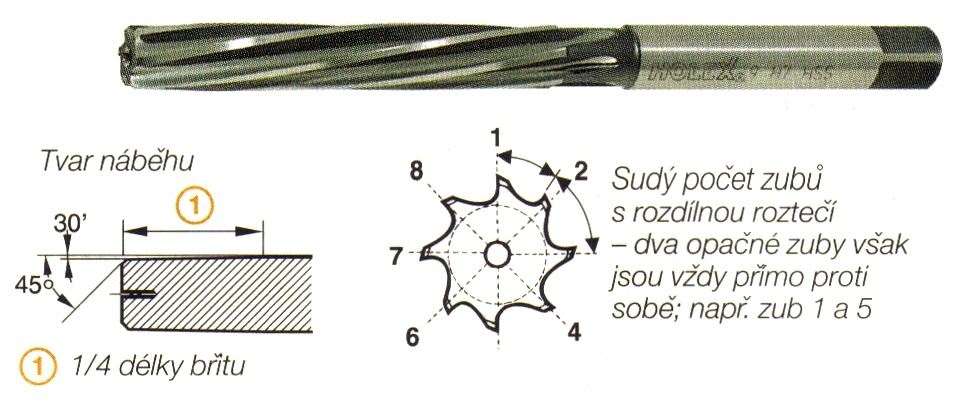 HOLEX® 9 H7 HSS
Tvar náběhu
1
30'
45°
1 1/4 délky břitu
1
2
8
7
6
4
Sudý počet zubů
s rozdílnou roztečí
– dva opačné zuby však
jsou vždy přímo proti
sobě; např. zub 1 a 5